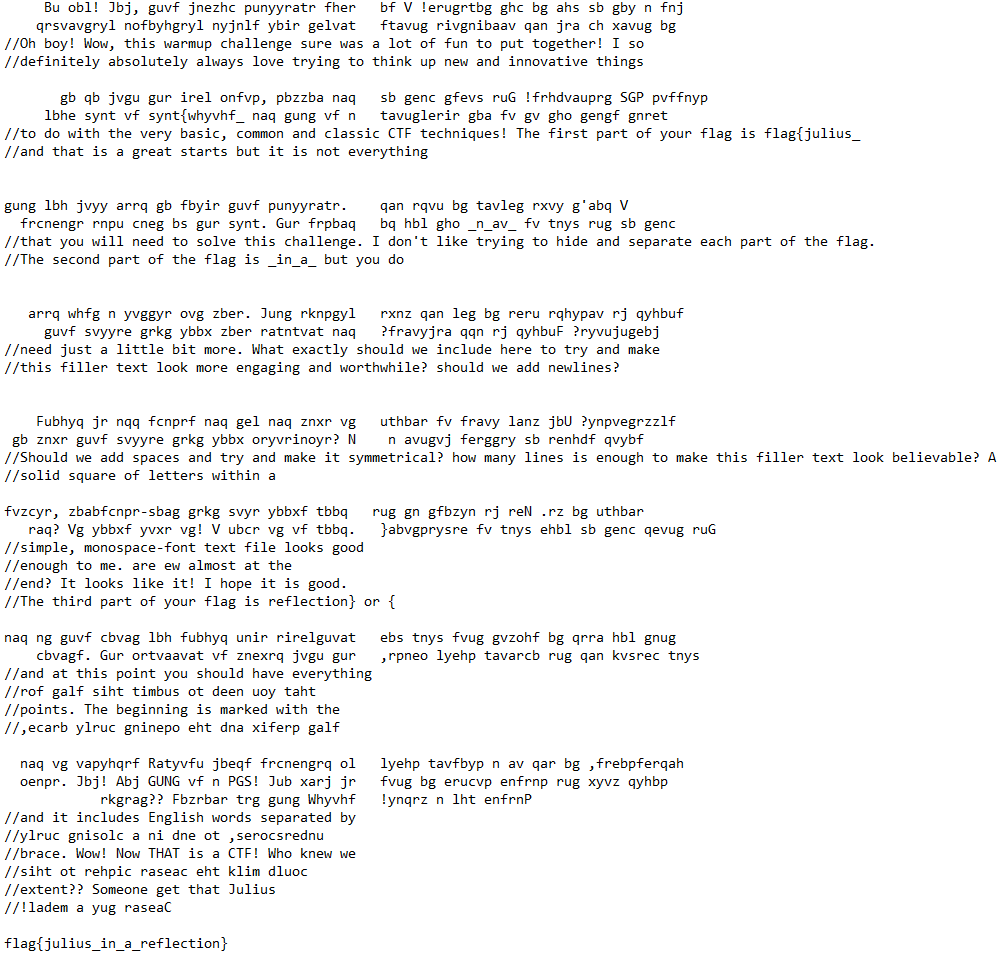 Bu obl! Jbj, guvf jnezhc punyyratr fher   bf V !erugrtbg ghc bg ahs sb gby n fnj
qrsvavgryl nofbyhgryl nyjnlf ybir gelvat   ftavug rivgnibaav qan jra ch xavug bg
//Oh boy! Wow, this warmup challenge sure was a lot of fun to put together! I so
//definitely absolutely always love trying to think up new and innovative things
gb qb jvgu gur irel onfvp, pbzzba naq   sb genc gfevs ruG !frhdvauprg SGP pvffnyp
lbhe synt vf synt{whyvhf_ naq gung vf n   tavuglerir gba fv gv gho gengf gnret
//to do with the very basic, common and classic CTF techniques! The first part of your flag is flag{julius_
//and that is a great starts but it is not everything
gung lbh jvyy arrq gb fbyir guvf punyyratr.   qan rqvu bg tavleg rxvy g'abq V
frcnengr rnpu cneg bs gur synt. Gur frpbaq   bq hbl gho _n_av_ fv tnys rug sb genc
//that you will need to solve this challenge. I don't like trying to hide and separate each part of the flag.
//The second part of the flag is _in_a_ but you do
arrq whfg n yvggyr ovg zber. Jung rknpgyl   rxnz qan leg bg reru rqhypav rj qyhbuf
guvf svyyre grkg ybbx zber ratntvat naq   ?fravyjra qqn rj qyhbuF ?ryvujugebj
//need just a little bit more. What exactly should we include here to try and make
//this filler text look more engaging and worthwhile? should we add newlines?
Fubhyq jr nqq fcnprf naq gel naq znxr vg   uthbar fv fravy lanz jbU ?ynpvegrzzlf
gb znxr guvf svyyre grkg ybbx oryvrinoyr? N   n avugvj ferggry sb renhdf qvybf
//Should we add spaces and try and make it symmetrical? how many lines is enough to make this filler text look believable? A
//solid square of letters within a
fvzcyr, zbabfcnpr-sbag grkg svyr ybbxf tbbq   rug gn gfbzyn rj reN .rz bg uthbar
raq? Vg ybbxf yvxr vg! V ubcr vg vf tbbq.   }abvgprysre fv tnys ehbl sb genc qevug ruG
//simple, monospace-font text file looks good
//enough to me. are ew almost at the
//end? It looks like it! I hope it is good.
//The third part of your flag is reflection} or {
naq ng guvf cbvag lbh fubhyq unir rirelguvat   ebs tnys fvug gvzohf bg qrra hbl gnug
cbvagf. Gur ortvaavat vf znexrq jvgu gur   ,rpneo lyehp tavarcb rug qan kvsrec tnys
//and at this point you should have everything
//rof galf siht timbus ot deen uoy taht
//points. The beginning is marked with the
//,ecarb ylruc gninepo eht dna xiferp galf
naq vg vapyhqrf Ratyvfu jbeqf frcnengrq ol   lyehp tavfbyp n av qar bg ,frebpferqah
oenpr. Jbj! Abj GUNG vf n PGS! Jub xarj jr   fvug bg erucvp enfrnp rug xyvz qyhbp
rkgrag?? Fbzrbar trg gung Whyvhf   !ynqrz n lht enfrnP
//and it includes English words separated by
//ylruc gnisolc a ni dne ot ,serocsrednu
//brace. Wow! Now THAT is a CTF! Who knew we
//siht ot rehpic raseac eht klim dluoc
//extent?? Someone get that Julius
//!ladem a yug raseaC
flag{julius_in_a_reflection}